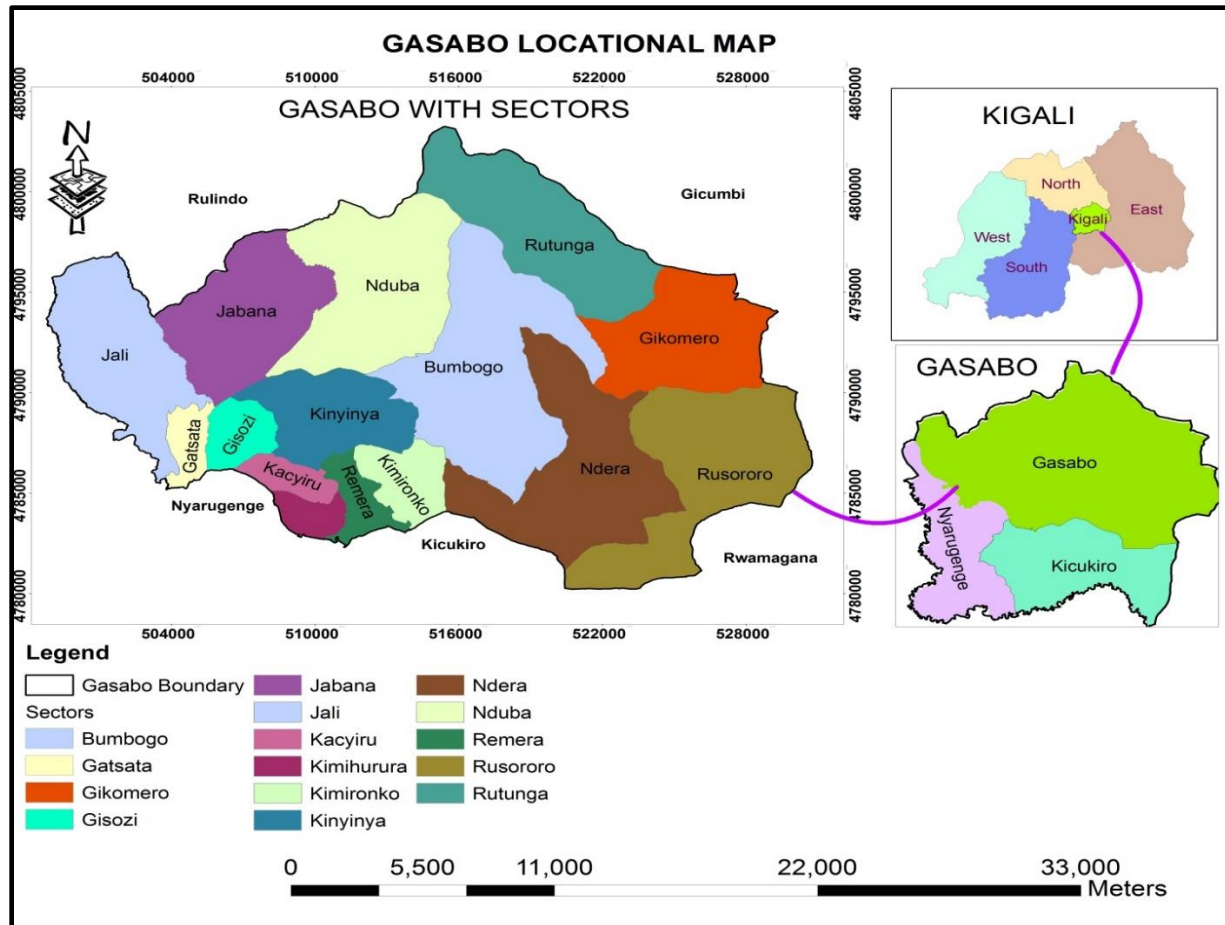 GASABO LOCATIONAL MAP
504000 510000 516000 522000 528000
GASABO WITH SECTORS
N
4805000
4800000
4795000
4790000
4785000
4780000
Rulindo
Gicumbi
Rutunga
Nduba
Jabana
Jali
Gikomero
Bumbogo
Kinyinya
Gatsata
Gisozi
Kacyiru
Remera
Kimironko
Ndera
Rusororo
Nyarugenge
Kicukiro
Rwamagana
504000 510000 516000 522000 528000
4805000
4800000
4795000
4790000
4785000
4780000
KIGALI
North
East
Kigali
West
South
GASABO
Gasabo
Nyarugenge
Kicukiro
Legend
Gasabo Boundary
Sectors
Bumbogo
Gatsata
Gikomero
Gisozi
Jabana
Jali
Kacyiru
Kimihurura
Kimironko
Kinyinya
Ndera
Nduba
Remera
Rusororo
Rutunga
0 5,500 11,000 22,000 33,000
Meters